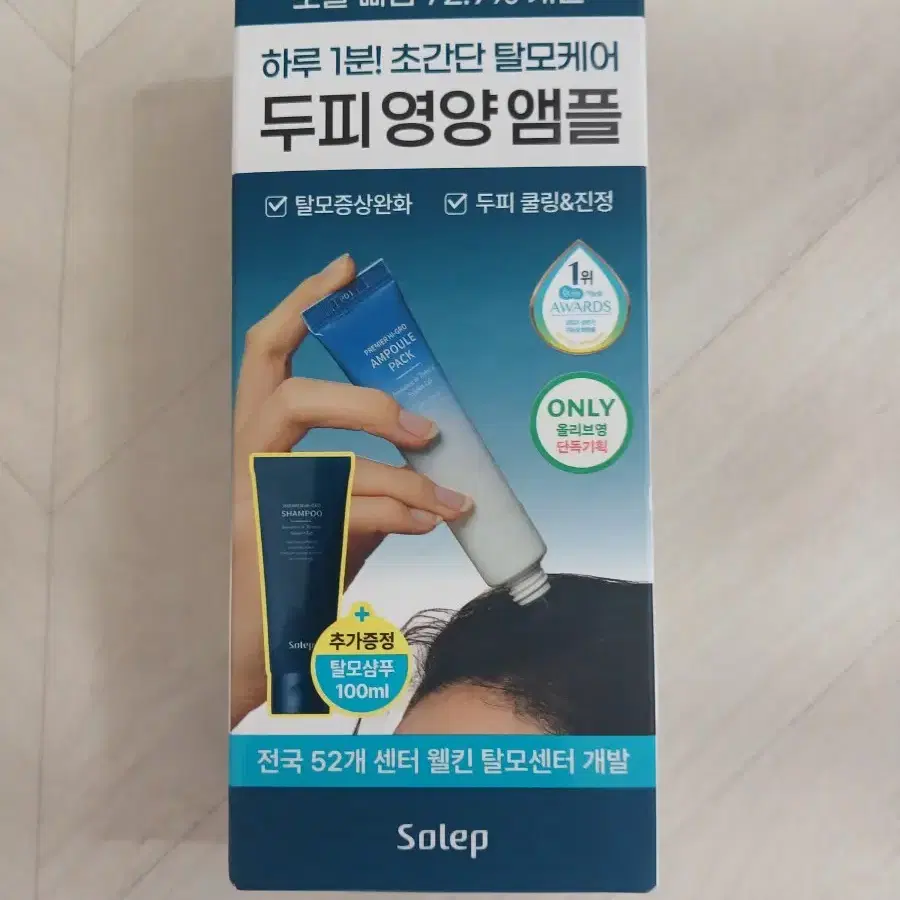 하루 1분! 초간단 탈모케어
두피 영양 앰플
탈모증상완화
두피 쿨링&진정
1위
AWARDS
PREMIER HI-GRO
AMPOULE
PACK
ONLY
올리브영
단독기획
SHAMPOO
Solep
+
추가증정
탈모샴푸
100ml
전국 52개 센터 웰킨 탈모센터 개발
Solep